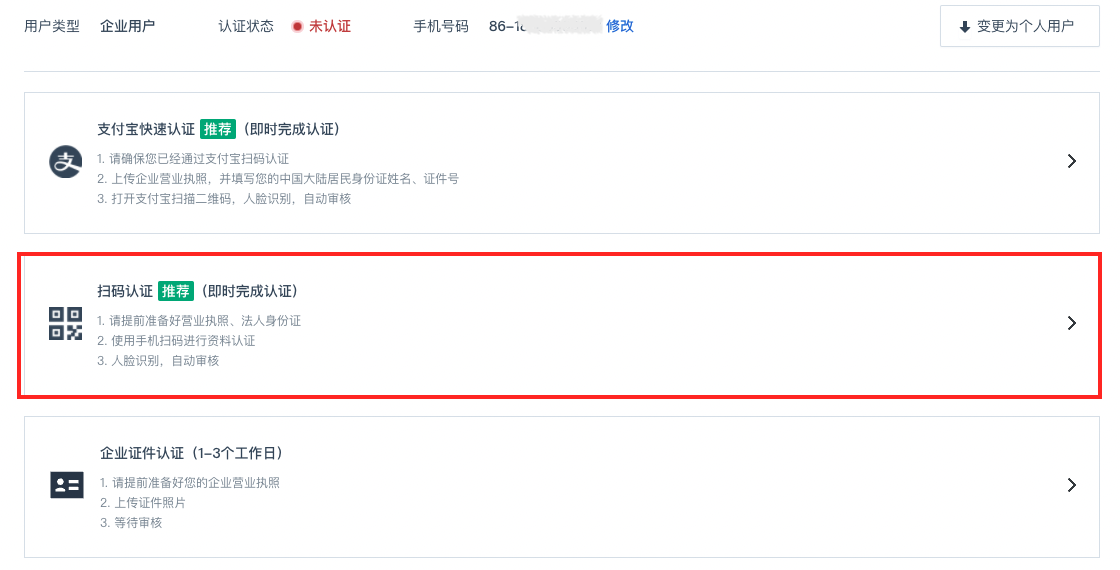 用户类型 企业用户 认证状态 未认证 手机号码 86-18 修改 变更为个人用户
支付宝快速认证 推荐 (即时完成认证)
1. 请确保您已经通过支付宝扫码认证
2. 上传企业营业执照，并填写您的中国大陆居民身份证姓名、证件号
3. 打开支付宝扫描二维码，人脸识别，自动审核
扫码认证 推荐 (即时完成认证)
1. 请提前准备好营业执照、法人身份证
2. 使用手机扫码进行资料认证
3. 人脸识别，自动审核
企业证件认证（1-3个工作日）
1. 请提前准备好您的企业营业执照
2. 上传证件照片
3. 等待审核